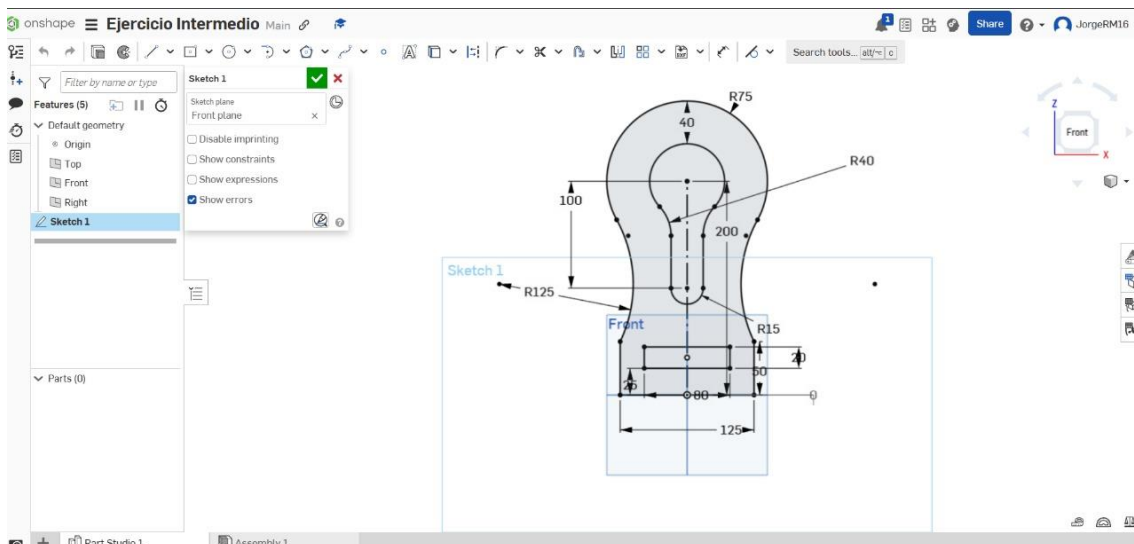 onshape Ejercicio Intermedio Main
1 Share JorgeRM16
Search tools... alt/⌥ c
Filter by name or type
Features (5)
Default geometry
Origin
Top
Front
Right
Sketch 1
Sketch 1
Sketch plane
Front plane
Disable imprinting
Show constraints
Show expressions
Show errors
Parts (0)
R75
40
R40
100
200
Sketch 1
R125
Front
R15
20
50
25
80
0
125
Z
Front
X
Part Studio 1
Assembly 1